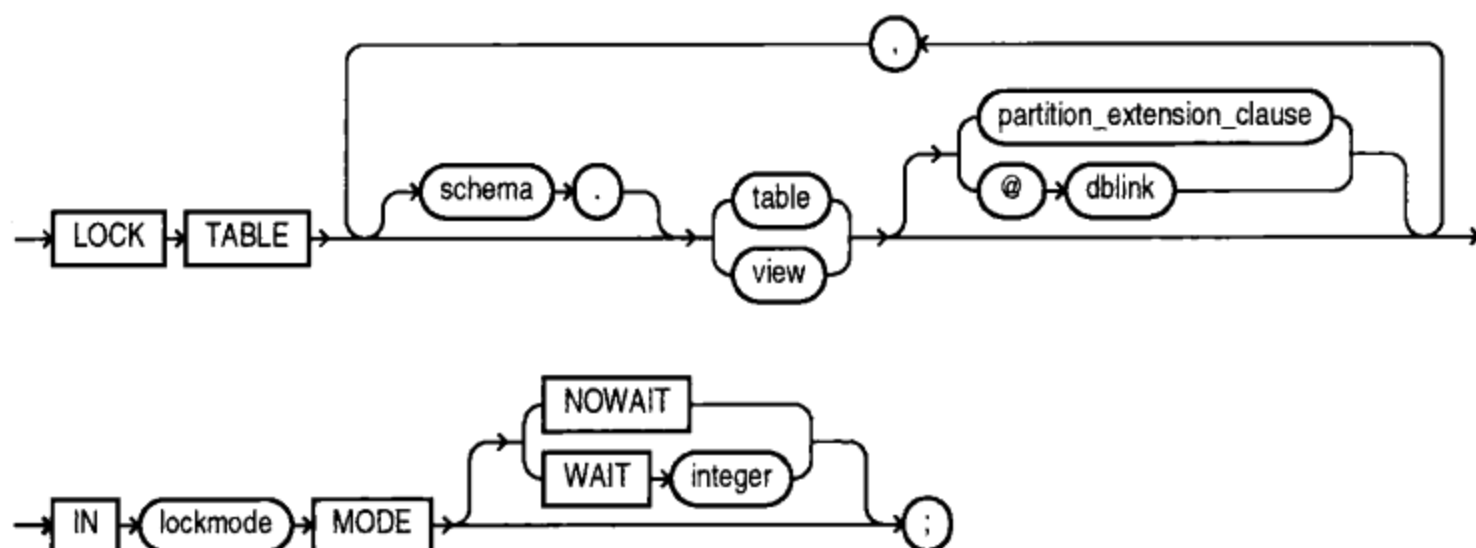 ,
partition_extension_clause
schema . table @ dblink
LOCK TABLE
view
NOWAIT
WAIT integer
IN lockmode MODE ;